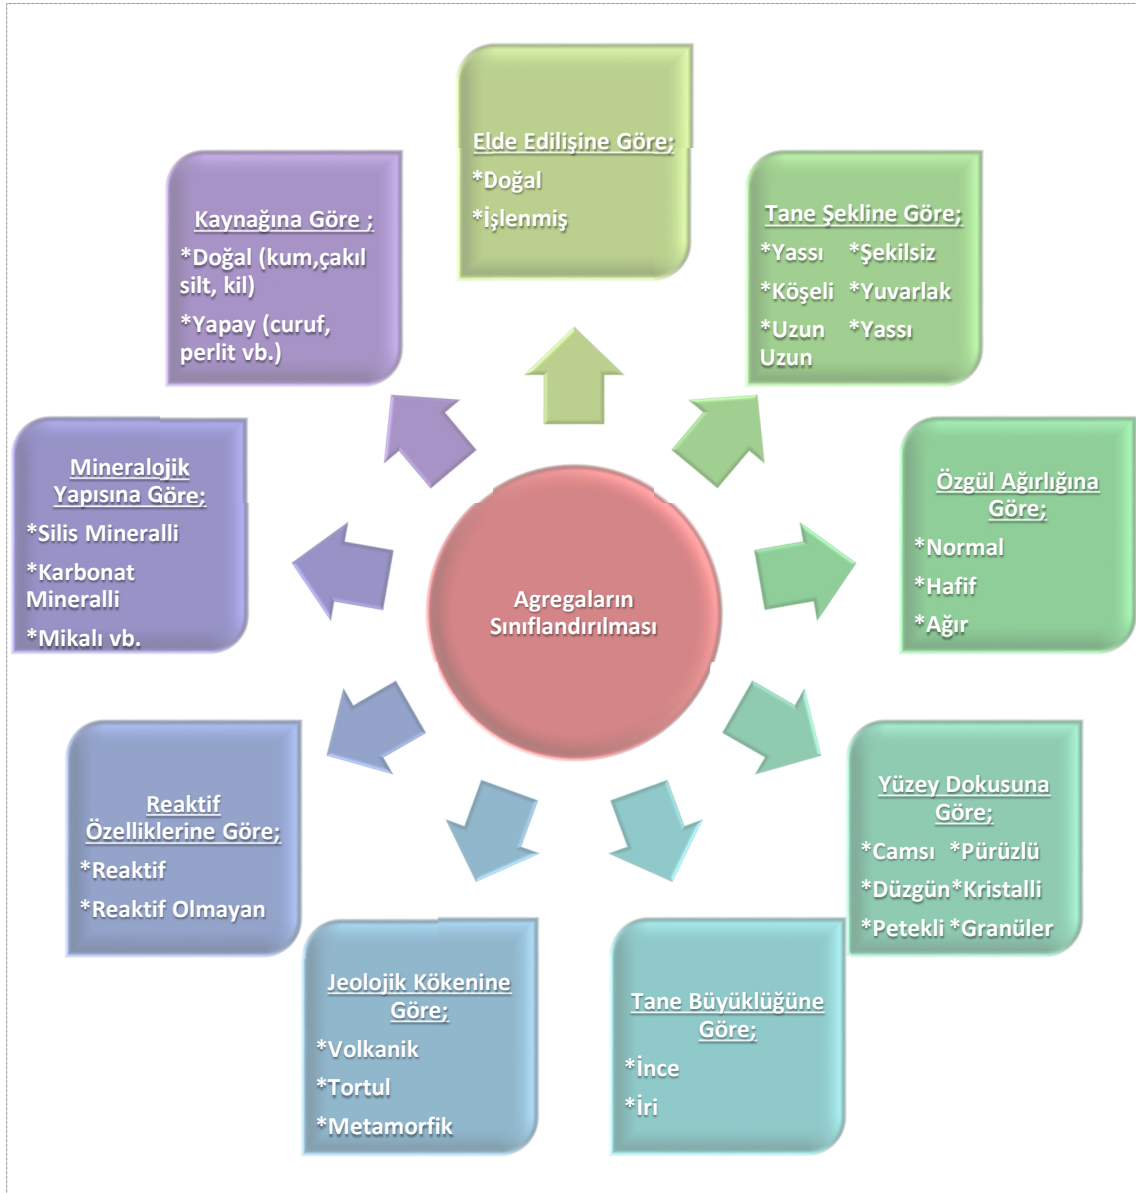 Elde Edilişine Göre;
*Doğal
*İşlenmiş
Tane Şekline Göre;
*Yassı *Şekilsiz
*Köşeli *Yuvarlak
*Uzun *Yassı
Uzun
Özgül Ağırlığına
Göre;
*Normal
*Hafif
*Ağır
Yüzey Dokusuna
Göre;
*Camsı *Pürüzlü
*Düzgün*Kristalli
*Petekli *Granüler
Tane Büyüklüğüne
Göre;
*İnce
*İri
Jeolojik Kökenine
Göre;
*Volkanik
*Tortul
*Metamorfik
Reaktif
Özelliklerine Göre;
*Reaktif
*Reaktif Olmayan
Mineralojik
Yapısına Göre;
*Silis Mineralli
*Karbonat
Mineralli
*Mikalı vb.
Kaynağına Göre ;
*Doğal (kum,çakıl
silt, kil)
*Yapay (curuf,
perlit vb.)
Agregaların
Sınıflandırılması